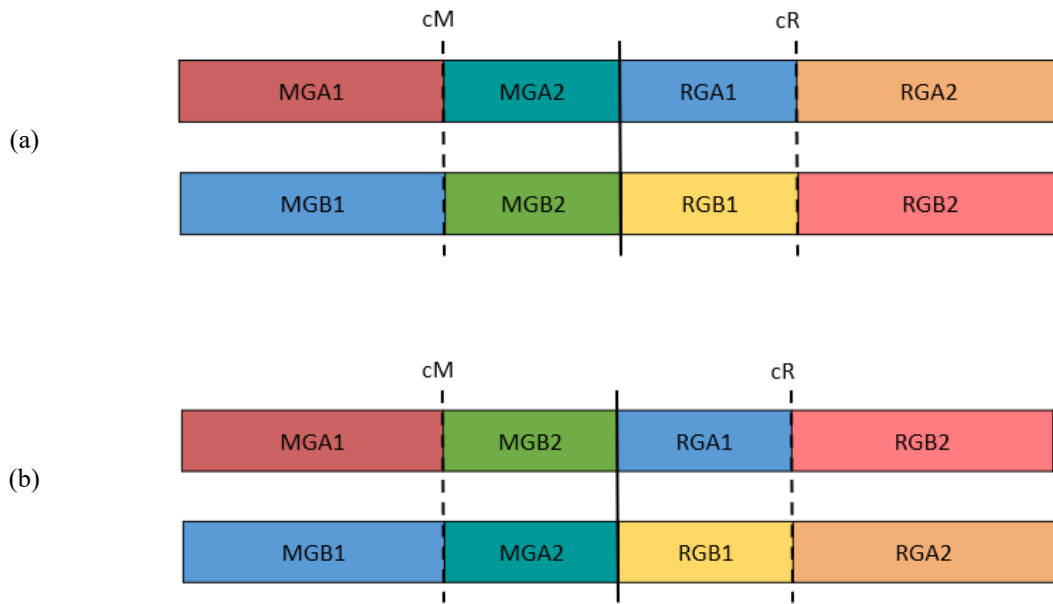 cM cR
MGA1 MGA2 RGA1 RGA2
(a)
MGB1 MGB2 RGB1 RGB2
cM cR
MGA1 MGB2 RGA1 RGB2
(b)
MGB1 MGA2 RGB1 RGA2